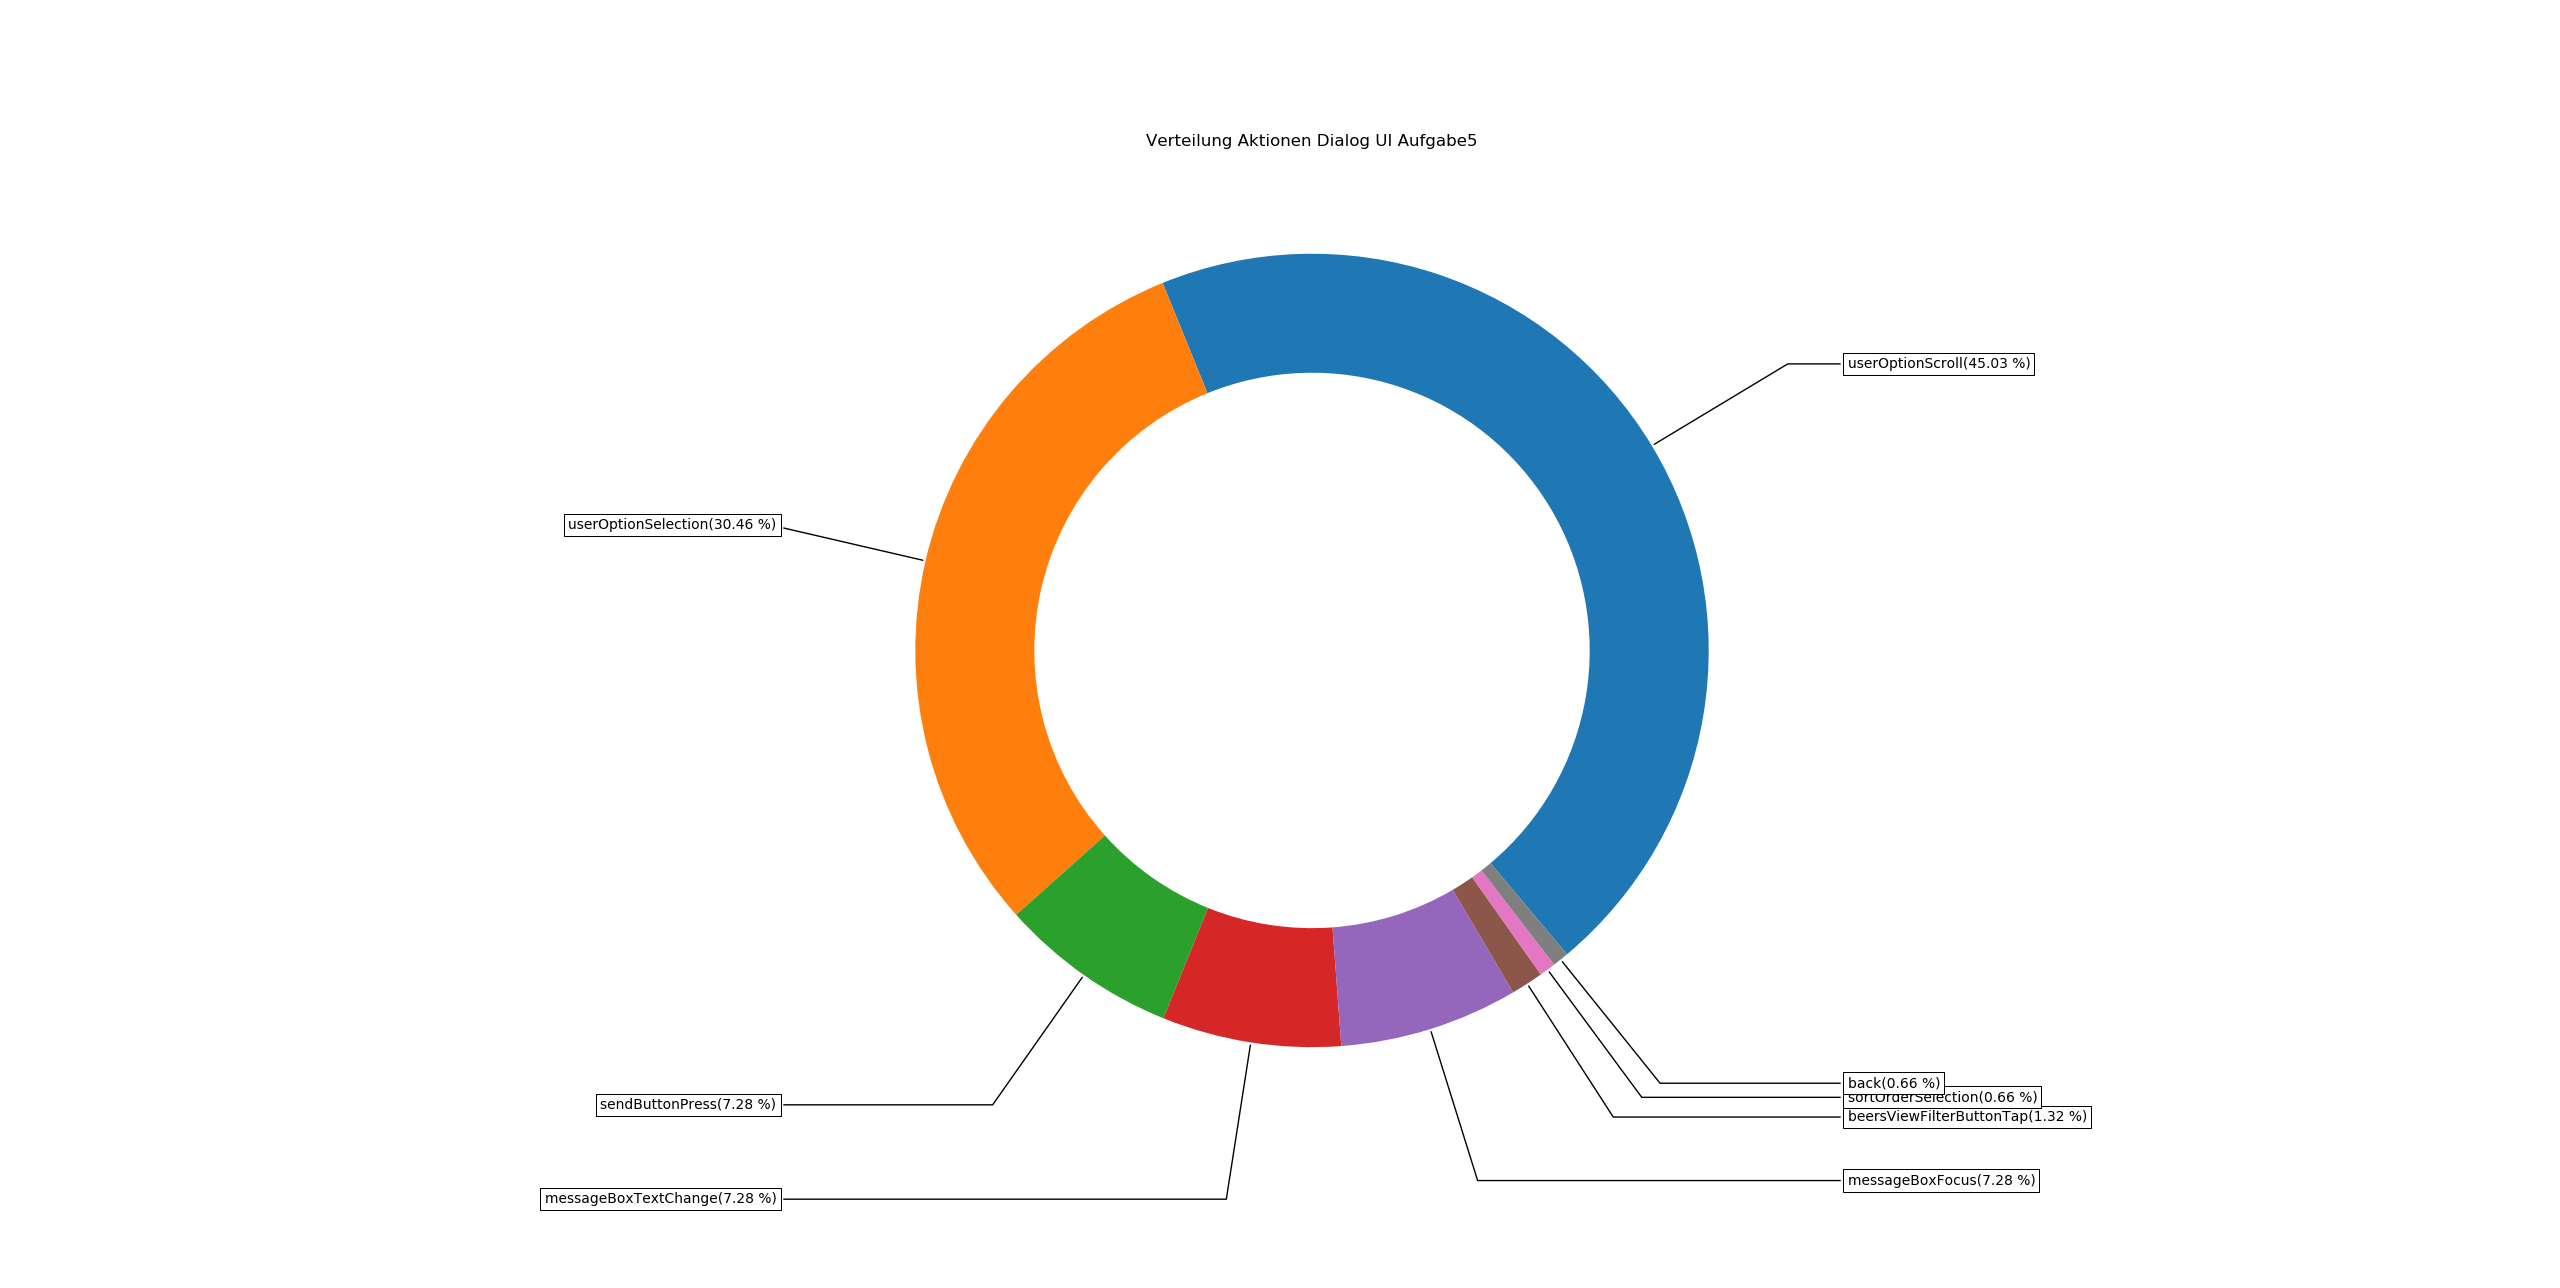 Verteilung Aktionen Dialog UI Aufgabe5
userOptionScroll(45.03 %)
userOptionSelection(30.46 %)
back(0.66 %)
sortOrderSelection(0.66 %)
sendButtonPress(7.28 %)
beersViewFilterButtonTap(1.32 %)
messageBoxFocus(7.28 %)
messageBoxTextChange(7.28 %)